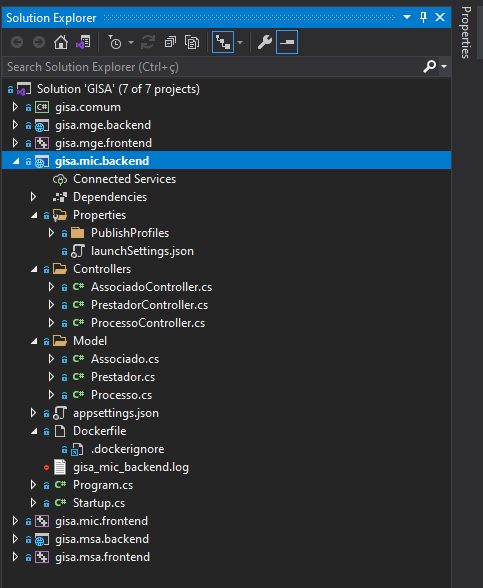 Solution Explorer
Search Solution Explorer (Ctrl+ç)
Solution 'GISA' (7 of 7 projects)
gisa.comum
gisa.mge.backend
gisa.mge.frontend
gisa.mic.backend
Connected Services
Dependencies
Properties
PublishProfiles
launchSettings.json
Controllers
C# AssociadoController.cs
C# PrestadorController.cs
C# ProcessoController.cs
Model
C# Associado.cs
C# Prestador.cs
C# Processo.cs
appsettings.json
Dockerfile
.dockerignore
gisa_mic_backend.log
C# Program.cs
C# Startup.cs
gisa.mic.frontend
gisa.msa.backend
gisa.msa.frontend
Properties